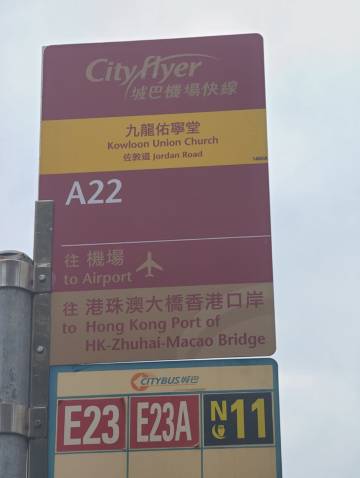 Cityflyer
城巴機場快線
九龍佑寧堂
Kowloon Union Church
佐敦道 Jordan Road
A22
往 機場
to Airport
往 港珠澳大橋香港口岸
to Hong Kong Port of
HK-Zhuhai-Macao Bridge
CITYBUS 城巴
E23 E23A N11